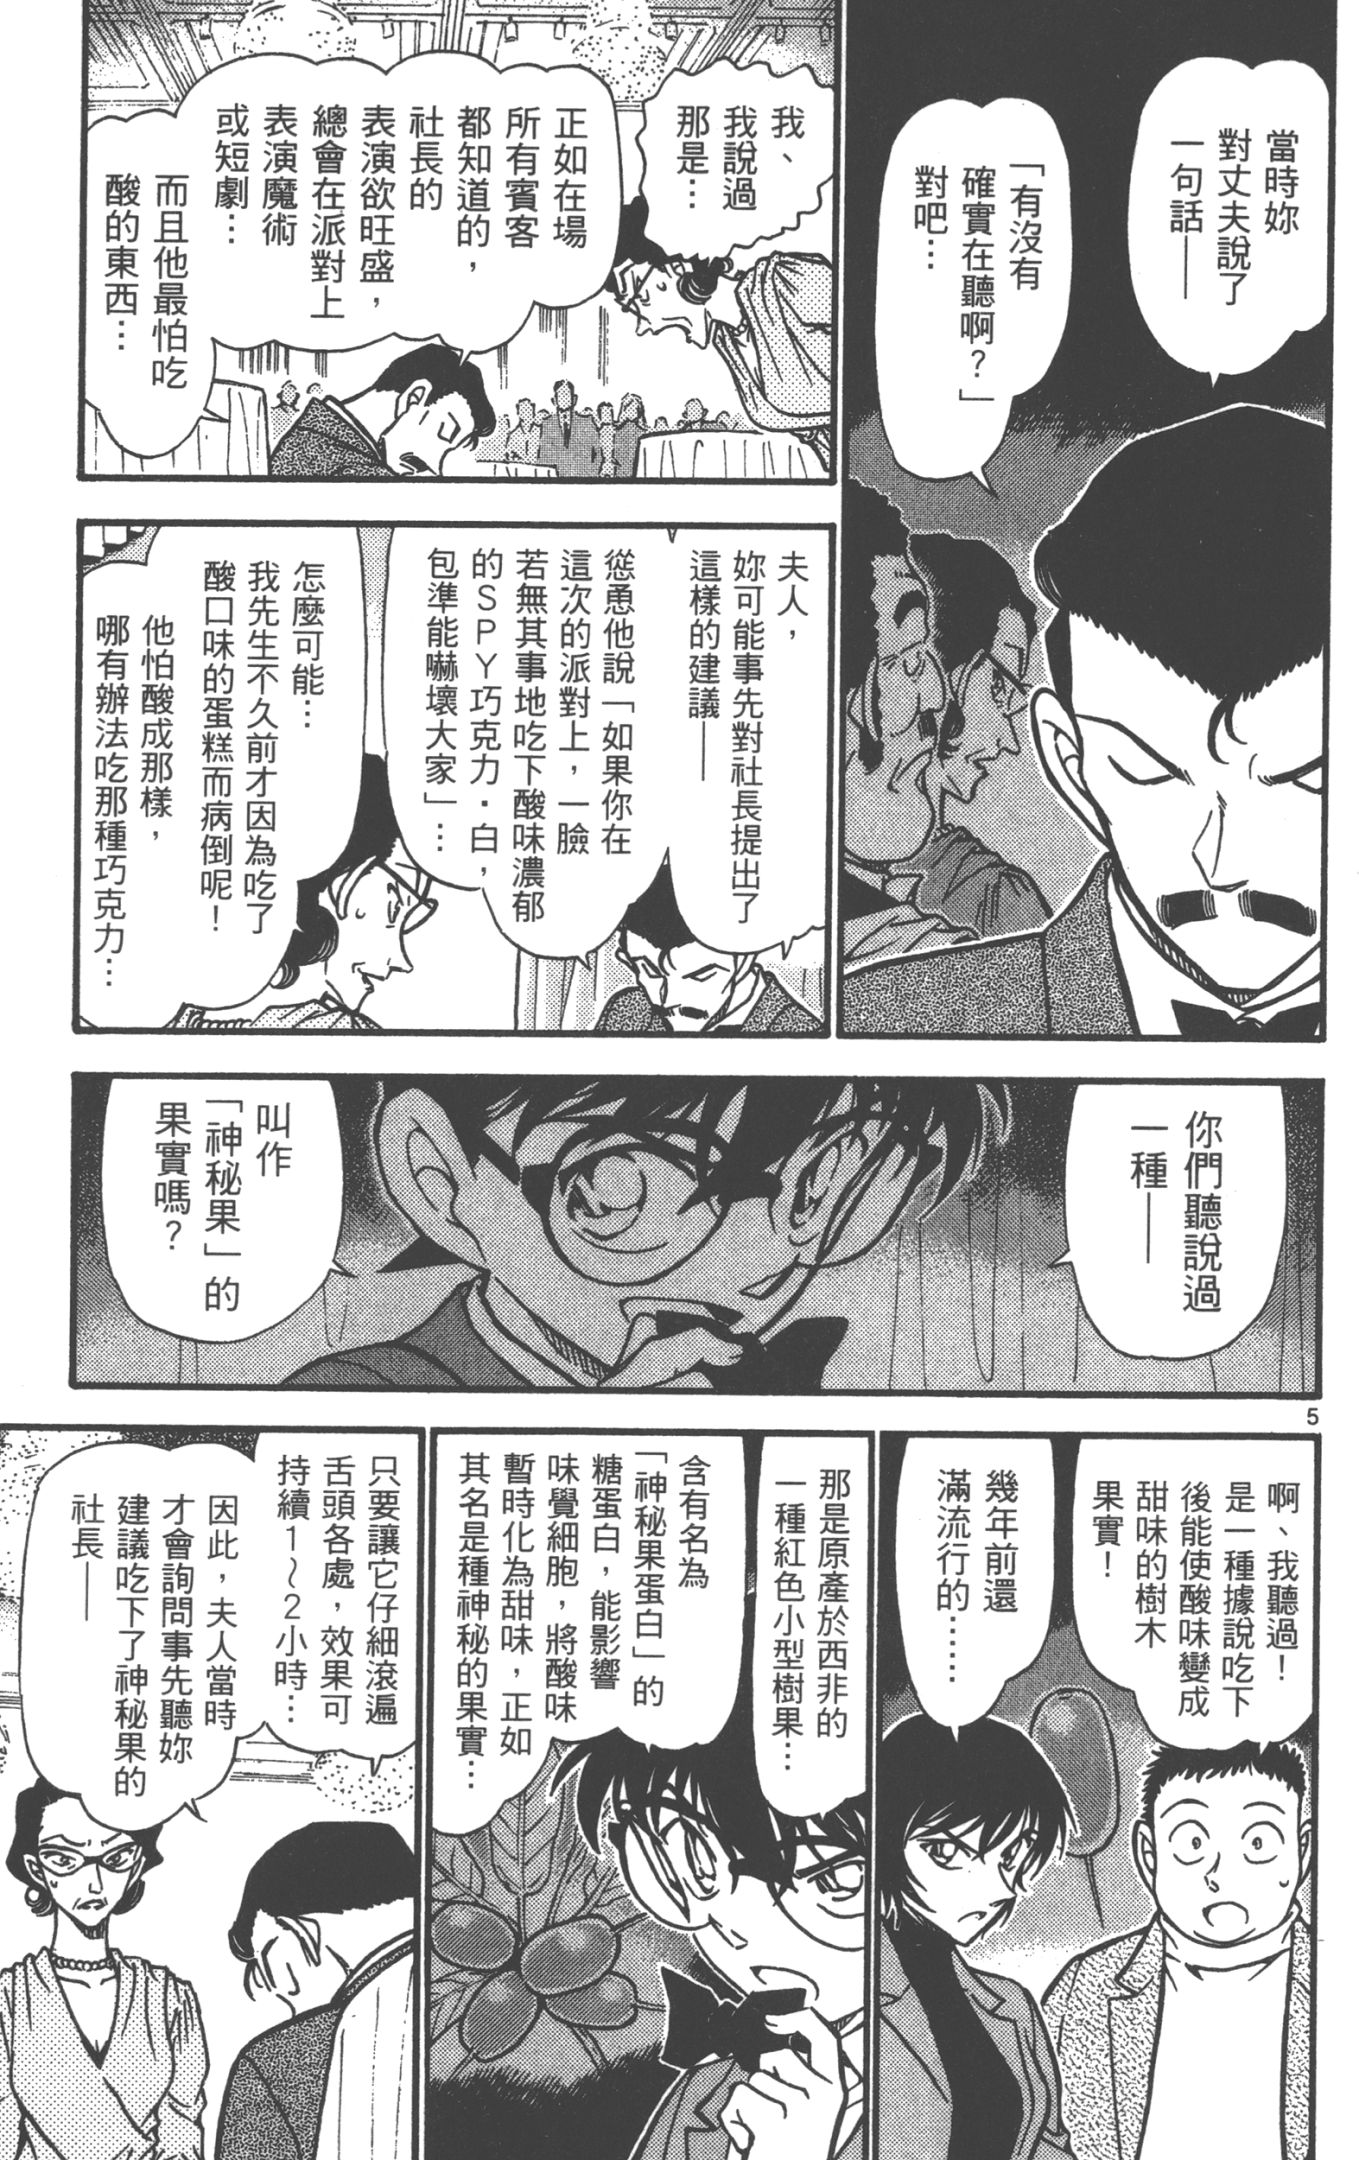 當時妳
對丈夫說了
一句話——
「有沒有
確實在聽啊？」
對吧…
我、
我說過
那是…
正如在場
所有賓客
都知道的，
社長的
表演欲旺盛，
總會在派對上
表演魔術
或短劇…
而且他最怕吃
酸的東西…
夫人，
妳可能事先對社長提出了
這樣的建議——
慫恿他說「如果你在
這次的派對上，一臉
若無其事地吃下酸味濃郁
的SPY巧克力·白，
包準能嚇壞大家」…
怎麼可能…
我先生不久前才因為吃了
酸口味的蛋糕而病倒呢！
他怕酸成那樣，
哪有辦法吃那種巧克力…
你們聽說過
一種——
叫作
「神秘果」的
果實嗎？
5
啊、我聽過！
是一種據說吃下
後能使酸味變成
甜味的樹木
果實！
幾年前還
滿流行的……
那是原產於西非的
一種紅色小型樹果…
含有名為
「神秘果蛋白」的
糖蛋白，能影響
味覺細胞，將酸味
暫時化為甜味，正如
其名是種神秘的果實…
只要讓它仔細滾遍
舌頭各處，效果可
持續1～2小時…
因此，夫人當時
才會詢問事先聽妳
建議吃下了神秘果的
社長——